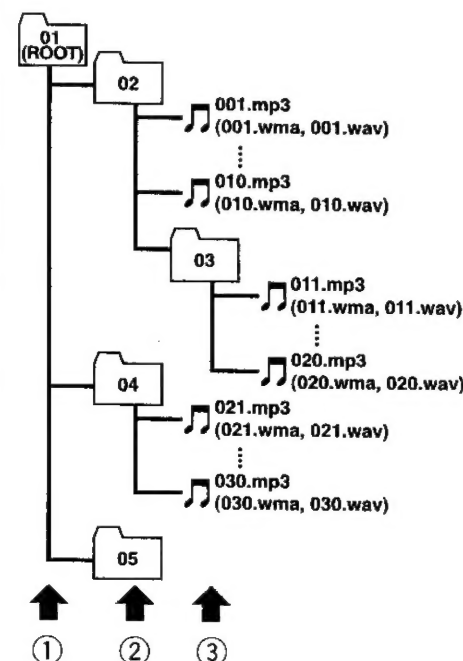 01
(ROOT)
02
001.mp3
(001.wma, 001.wav)
010.mp3
(010.wma, 010.wav)
03
011.mp3
(011.wma, 011.wav)
020.mp3
(020.wma, 020.wav)
04
021.mp3
(021.wma, 021.wav)
030.mp3
(030.wma, 030.wav)
05
① ② ③